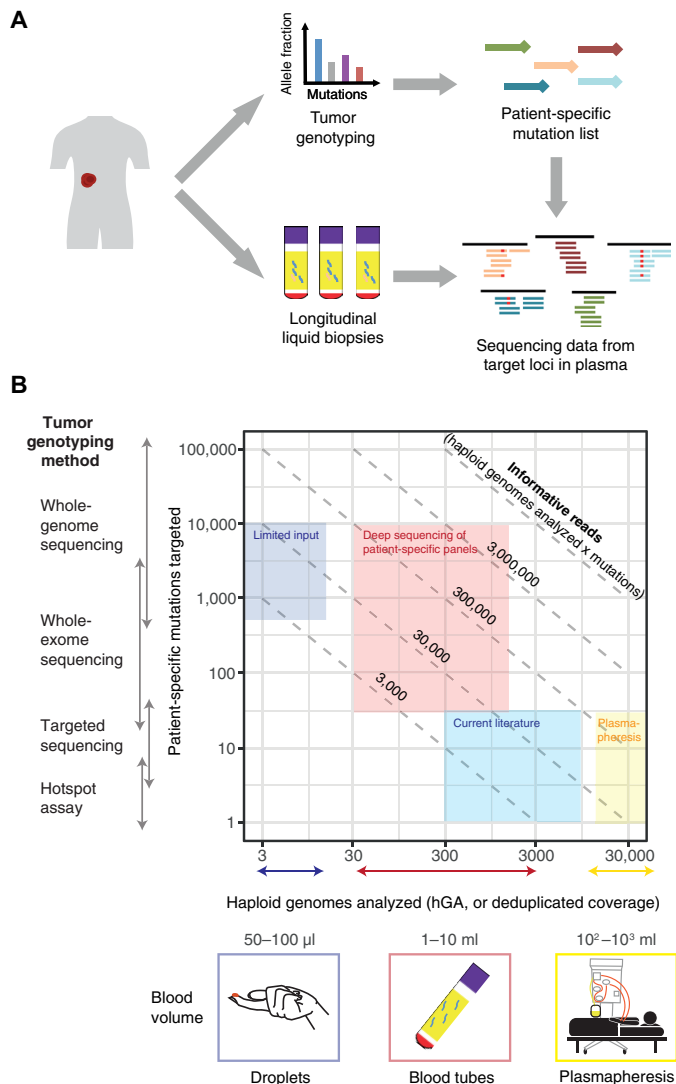 A
Allele fraction
Mutations
Tumor
genotyping
Patient-specific
mutation list
Longitudinal
liquid biopsies
Sequencing data from
target loci in plasma
B
Tumor
genotyping
method
Whole-
genome
sequencing
Whole-
exome
sequencing
Targeted
sequencing
Hotspot
assay
Patient-specific mutations targeted
100,000
10,000
1,000
100
10
1
Informative reads
(haploid genomes analyzed x mutations)
Limited input
Deep sequencing of
patient-specific panels
3,000,000
300,000
30,000
3,000
Current literature
Plasma-
pheresis
3
30
300
3000
30,000
Haploid genomes analyzed (hGA, or deduplicated coverage)
50–100 µl
1–10 ml
10²–10³ ml
Blood
volume
Droplets
Blood tubes
Plasmapheresis